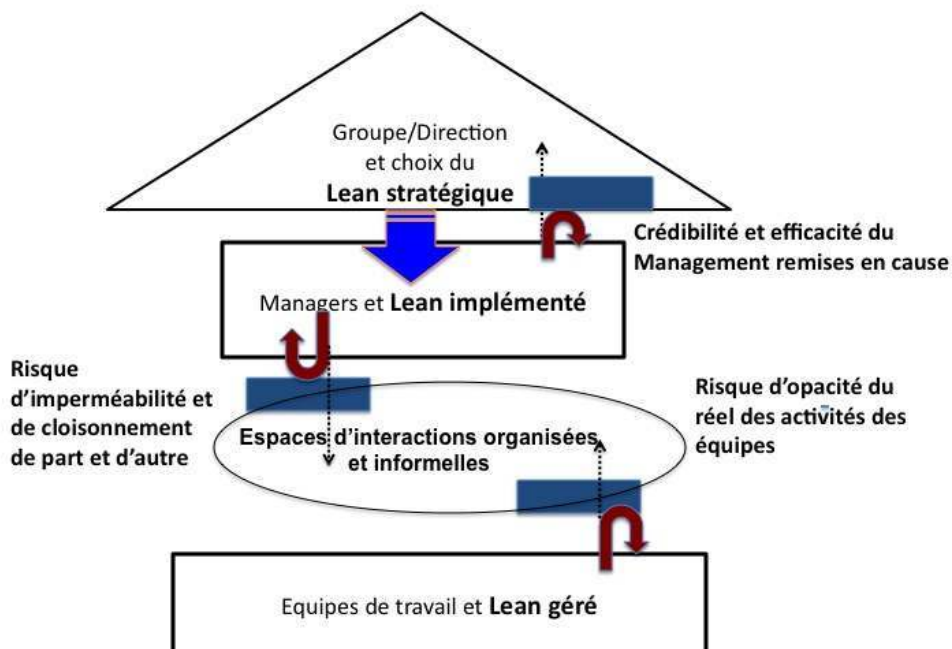 Groupe/Direction
et choix du
Lean stratégique
Crédibilité et efficacité du
Management remises en cause
Managers et Lean implémenté
Risque
d’imperméabilité et
de cloisonnement
de part et d’autre
Risque d’opacité du
réel des activités des
équipes
Espaces d’interactions organisées
et informelles
Equipes de travail et Lean géré